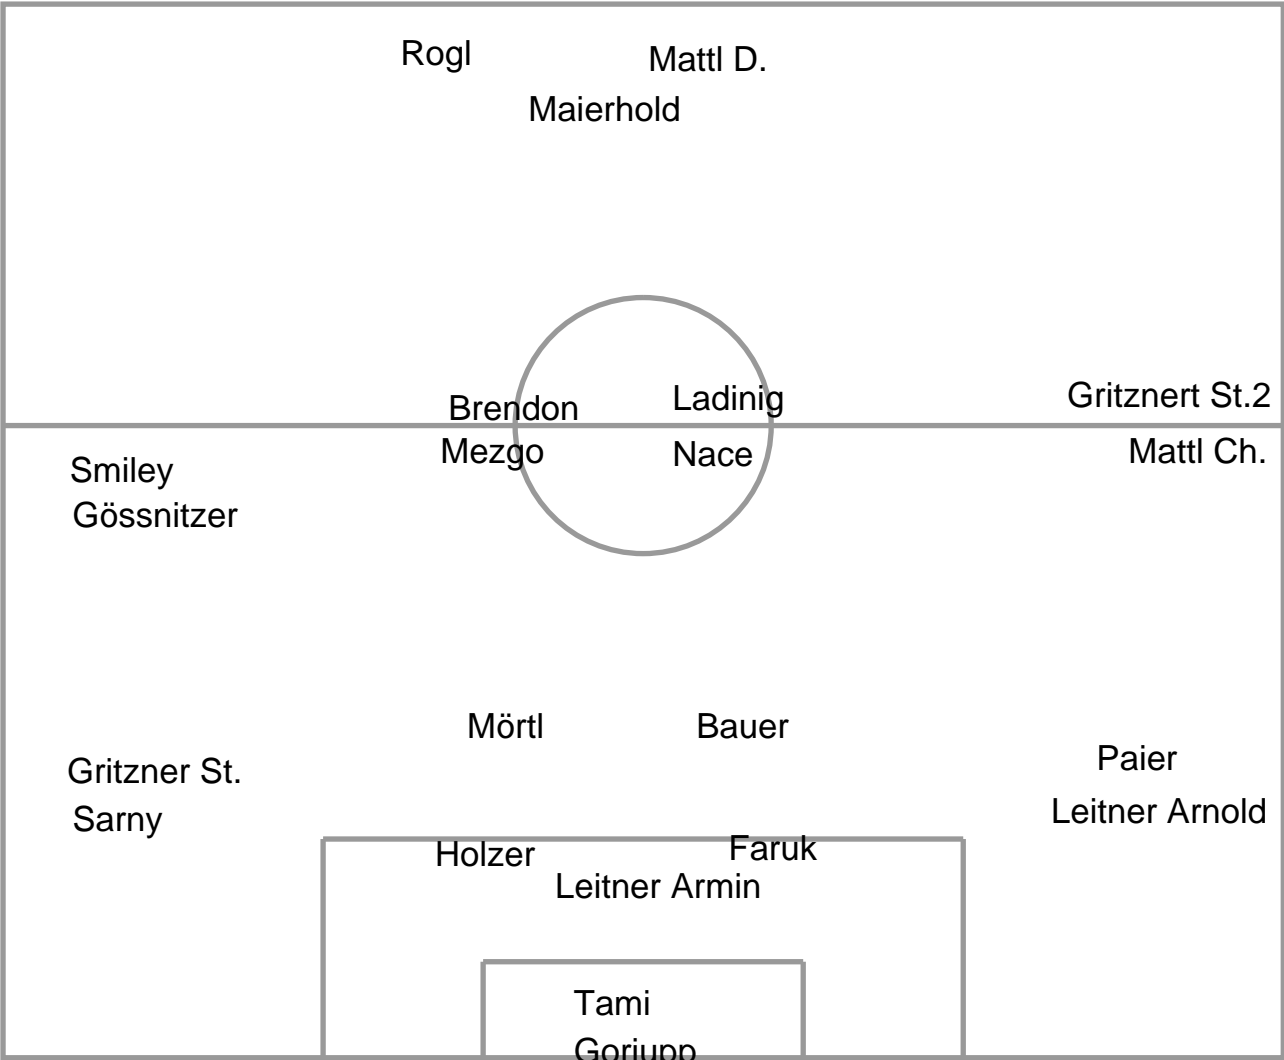 Rogl
Mattl D.
Maierhold
Brendon
Ladinig
Gritznert St.2
Mezgo
Nace
Mattl Ch.
Smiley
Gössnitzer
Mörtl
Bauer
Paier
Gritzner St.
Leitner Arnold
Sarny
Holzer
Faruk
Leitner Armin
Tami
Gorjupp